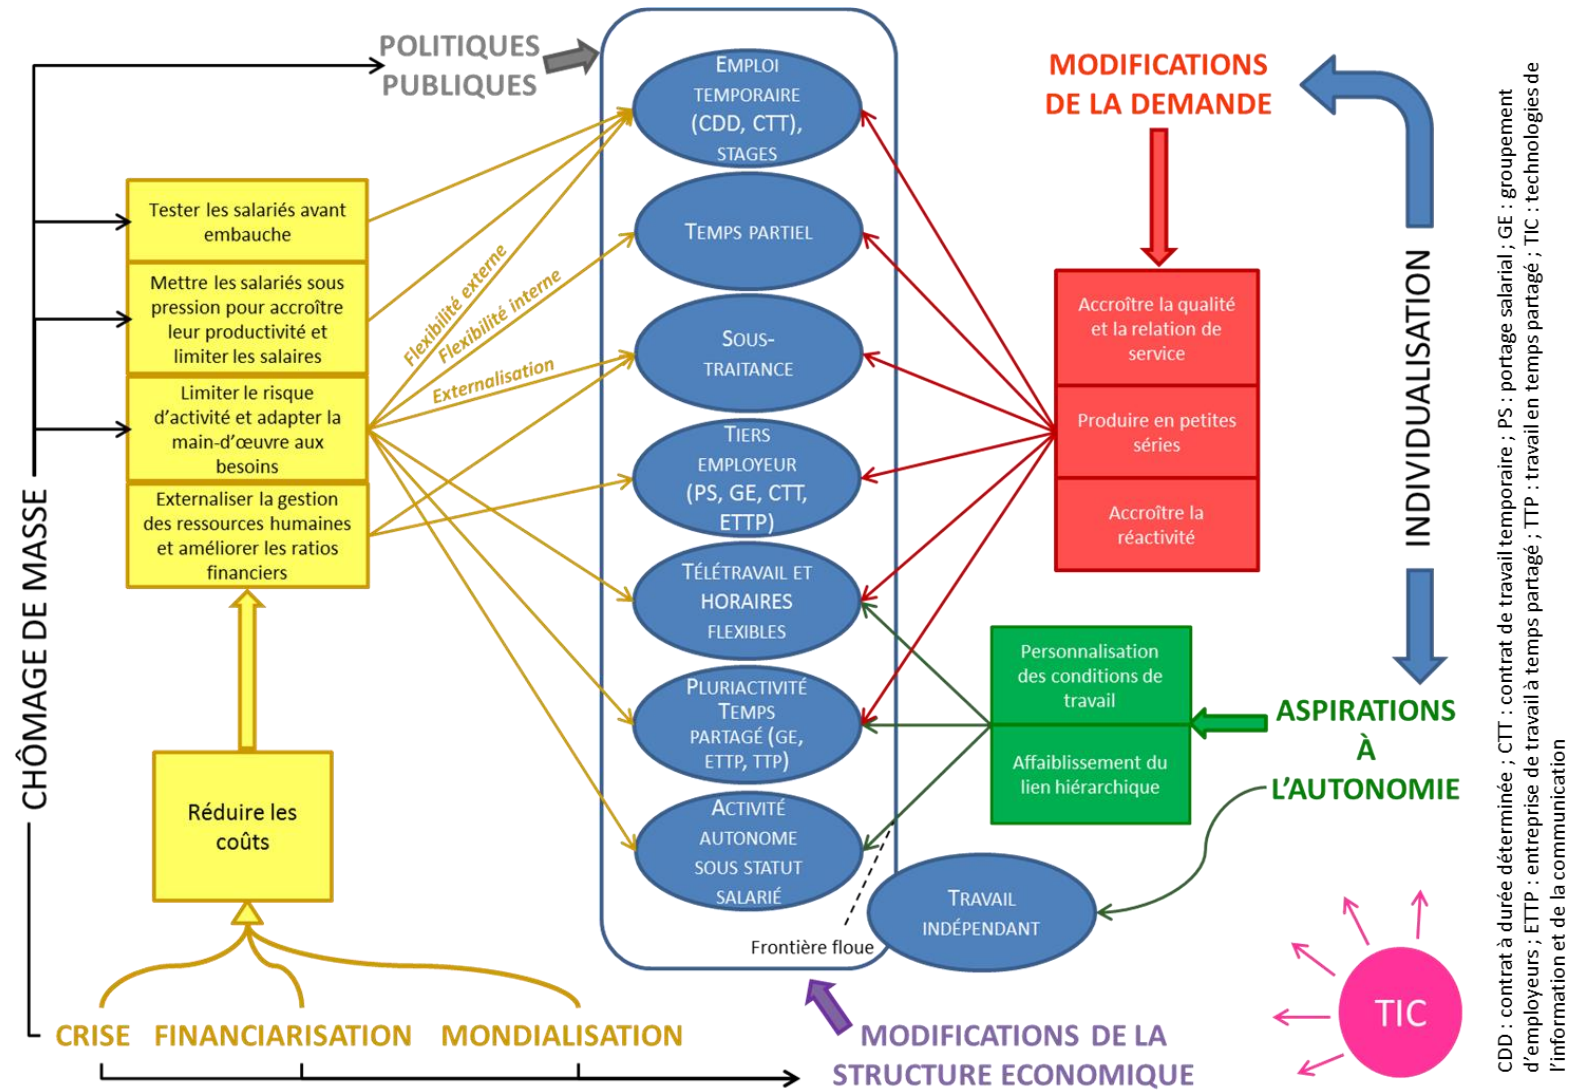 POLITIQUES
PUBLIQUES
EMPLOI
TEMPORAIRE
(CDD, CTT),
STAGES
TEMPS PARTIEL
SOUS-
TRAITANCE
TIERS
EMPLOYEUR
(PS, GE, CTT,
ETTP)
TÉLÉTRAVAIL ET
HORAIRES
FLEXIBLES
PLURIACTIVITÉ
TEMPS
PARTAGÉ (GE,
ETTP, TTP)
ACTIVITÉ
AUTONOME
SOUS STATUT
SALARIÉ
TRAVAIL
INDÉPENDANT
Frontière floue
Tester les salariés avant
embauche
Mettre les salariés sous
pression pour accroître
leur productivité et
limiter les salaires
Limiter le risque
d'activité et adapter la
main-d'œuvre aux
besoins
Externaliser la gestion
des ressources humaines
et améliorer les ratios
financiers
Flexibilité externe
Flexibilité interne
Externalisation
Réduire les
coûts
CHÔMAGE DE MASSE
CRISE FINANCIARISATION MONDIALISATION
MODIFICATIONS DE LA
STRUCTURE ECONOMIQUE
MODIFICATIONS
DE LA DEMANDE
Accroître la qualité
et la relation de
service
Produire en petites
séries
Accroître la
réactivité
INDIVIDUALISATION
Personnalisation
des conditions de
travail
Affaiblissement du
lien hiérarchique
ASPIRATIONS
À
L'AUTONOMIE
TIC
CDD : contrat à durée déterminée ; CTT : contrat de travail temporaire ; PS : portage salarial ; GE : groupement
d'employeurs ; ETTP : entreprise de travail à temps partagé ; TTP : travail en temps partagé ; TIC : technologies de
l'information et de la communication